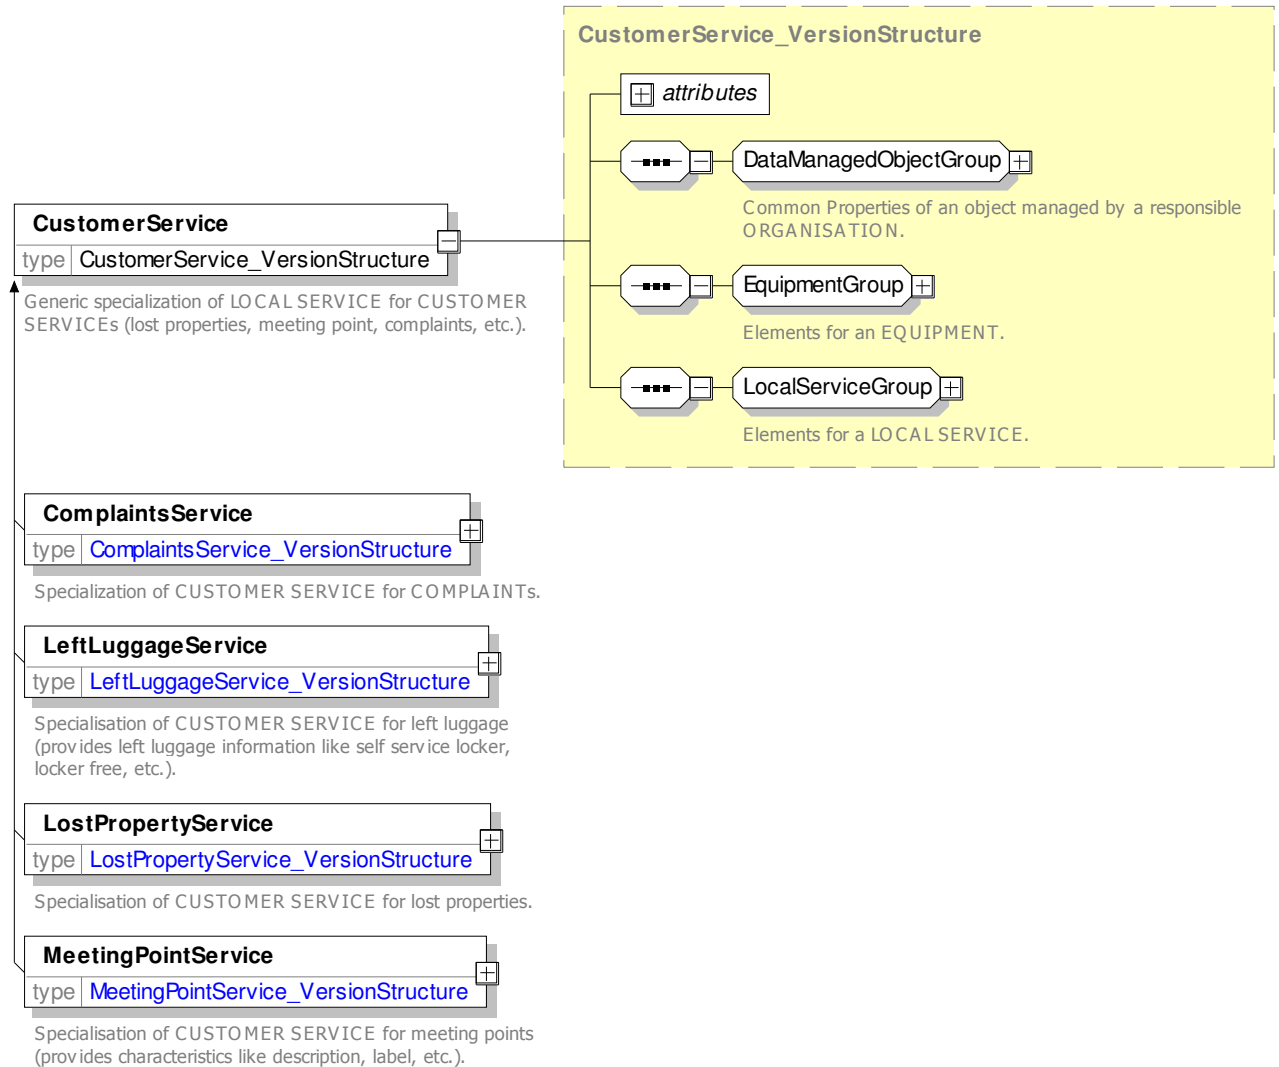 CustomerService_VersionStructure
attributes
DataManagedObjectGroup
Common Properties of an object managed by a responsible
ORGANISATION.
CustomerService
type CustomerService_VersionStructure
Generic specialization of LOCAL SERVICE for CUSTOMER
SERVICEs (lost properties, meeting point, complaints, etc.).
EquipmentGroup
Elements for an EQUIPMENT.
LocalServiceGroup
Elements for a LOCAL SERVICE.
ComplaintsService
type ComplaintsService_VersionStructure
Specialization of CUSTOMER SERVICE for COMPLAINTs.
LeftLuggageService
type LeftLuggageService_VersionStructure
Specialisation of CUSTOMER SERVICE for left luggage
(provides left luggage information like self service locker,
locker free, etc.).
LostPropertyService
type LostPropertyService_VersionStructure
Specialisation of CUSTOMER SERVICE for lost properties.
MeetingPointService
type MeetingPointService_VersionStructure
Specialisation of CUSTOMER SERVICE for meeting points
(provides characteristics like description, label, etc.).